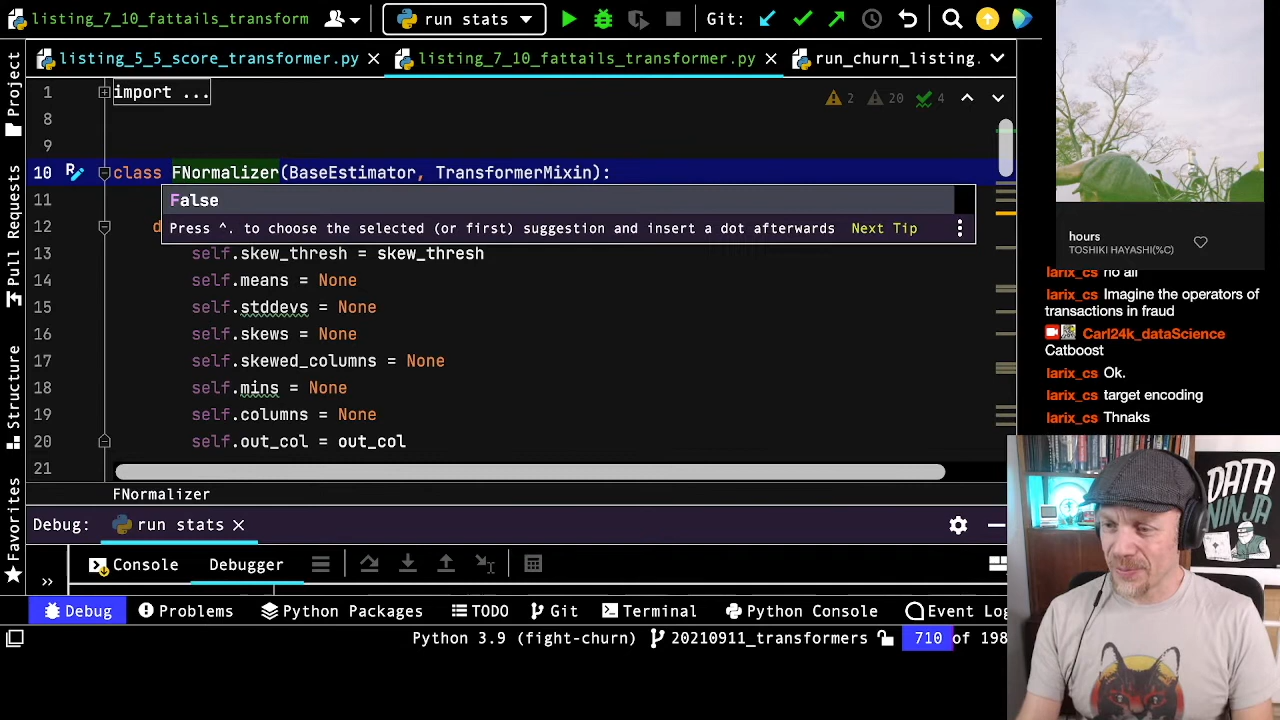 listing_7_10_fattails_transform
run stats
Git:
listing_5_5_score_transformer.py
listing_7_10_fattails_transformer.py
run_churn_listing.
Project
Pull Requests
Structure
Favorites
1 import ...
2 20 4
8
9
10 class FNormalizer(BaseEstimator, TransformerMixin):
11
False
12 d
Press ^. to choose the selected (or first) suggestion and insert a dot afterwards Next Tip
13 self.skew_thresh = skew_thresh
14 self.means = None
15 self.stddevs = None
16 self.skews = None
17 self.skewed_columns = None
18 self.mins = None
19 self.columns = None
20 self.out_col = out_col
21
FNormalizer
Debug: run stats
Console Debugger
Debug Problems Python Packages TODO Git Terminal Python Console Event Log
Python 3.9 (fight-churn) 20210911_transformers 710 of 198
hours
TOSHIKI HAYASHI(%C)
larix_cs no all
larix_cs Imagine the operators of
transactions in fraud
Carl24k_dataScience
Catboost
larix_cs Ok.
larix_cs target encoding
larix_cs Thnaks
DATA
NINJA